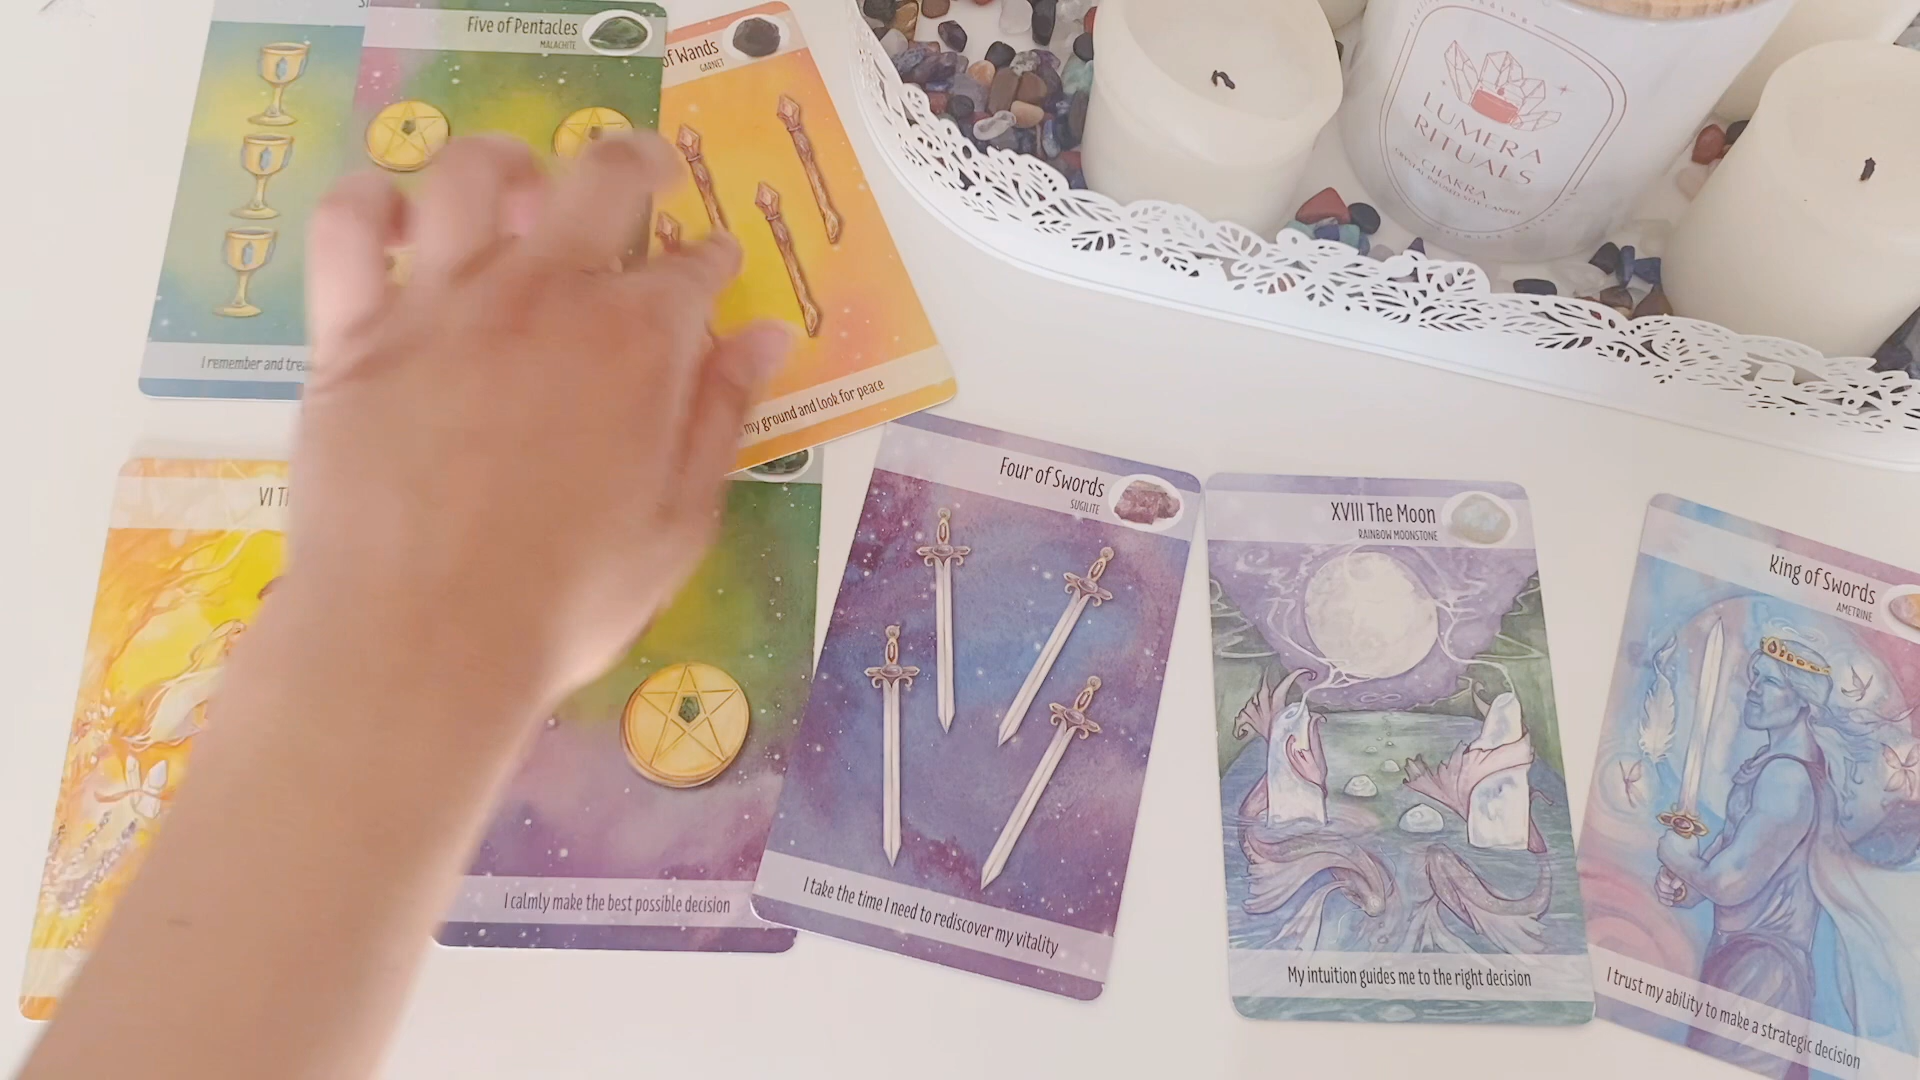 Five of Pentacles
MALACHITE
of Wands
GARNET
I remember and
my ground and look for peace
LUMERA
RITUALS
CHAKRA
VI
Four of Swords
SUGILITE
XVIII The Moon
RAINBOW MOONSTONE
King of Swords
AMETRINE
I calmly make the best possible decision
I take the time I need to rediscover my vitality
My intuition guides me to the right decision
I trust my ability to make a strategic decision